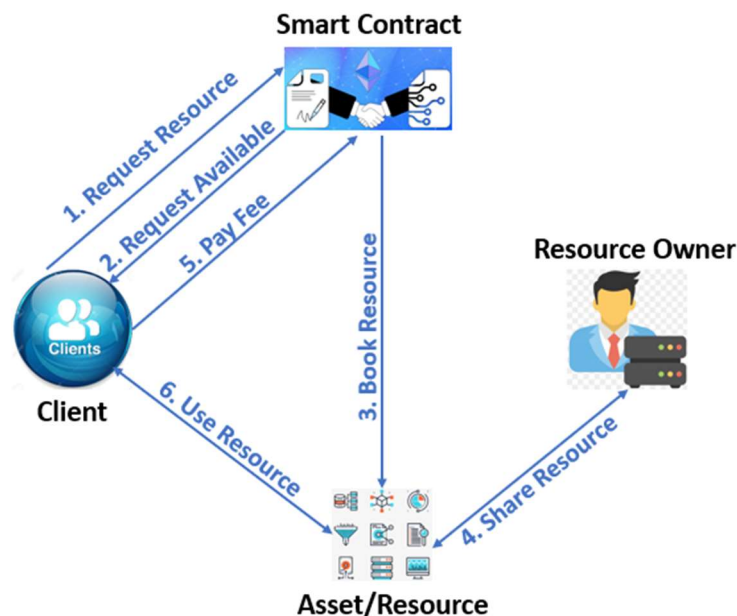 Smart Contract
1. Request Resource
2. Request Available
5. Pay Fee
3. Book Resource
Resource Owner
Clients
Client
6. Use Resource
4. Share Resource
Asset/Resource